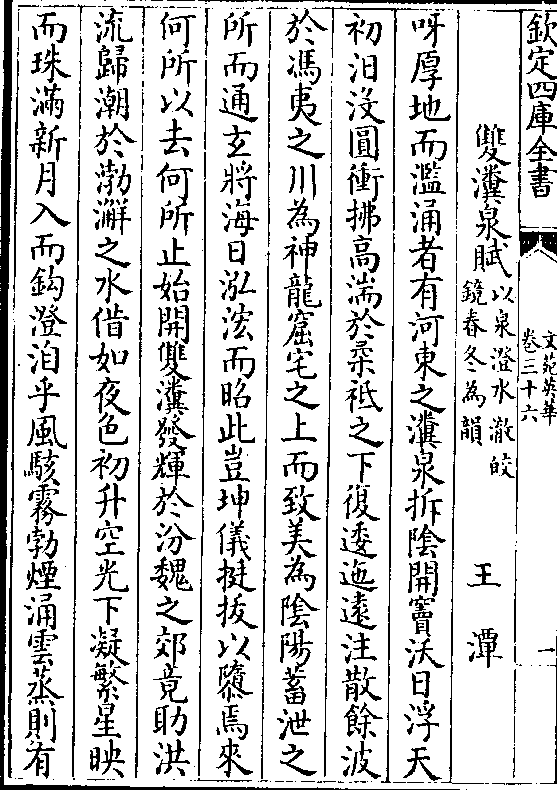 欽定四庫全書
文苑英華
卷三十六
一
雙瀵泉賦
以泉澄水澈皎
鏡春冬為韻
王潭
呀厚地而濫涌者有河東之瀵泉拆陰開竇沃日浮天
初汨沒圓衝拂高湍於桑袛之下復逶迤遠注散餘波
於馮夷之川為神龍窟宅之上而致美為陰陽蓄泄之
所而通玄將海日泓浤而昭此豈坤儀挺拔以隳焉來
何所以去何所止始開雙瀵發輝於汾魏之郊竟助洪
流歸潮於渤澥之水借如夜色初升空光下凝繁星映
而珠滿新月入而鈎澄洎乎風駭霧勃煙涌雲蒸則有